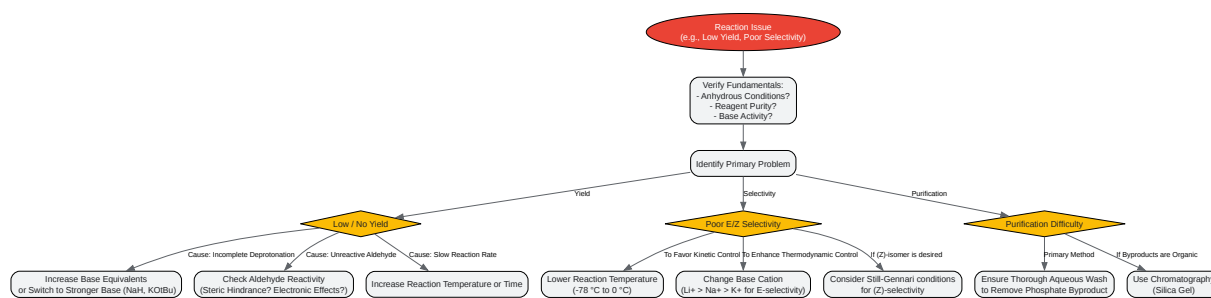 Reaction Issue
(e.g., Low Yield, Poor Selectivity)
Verify Fundamentals:
- Anhydrous Conditions?
- Reagent Purity?
- Base Activity?
Identify Primary Problem
Yield
Selectivity
Purification
Low / No Yield
Poor E/Z Selectivity
Purification Difficulty
Cause: Incomplete Deprotonation
Cause: Unreactive Aldehyde
Cause: Slow Reaction Rate
To Favor Kinetic Control
To Enhance Thermodynamic Control
If (Z)-isomer is desired
Primary Method
If Byproducts are Organic
Increase Base Equivalents
or Switch to Stronger Base (NaH, KOtBu)
Check Aldehyde Reactivity
(Steric Hindrance? Electronic Effects?)
Increase Reaction Temperature or Time
Lower Reaction Temperature
(-78 °C to 0 °C)
Change Base Cation
(Li+ > Na+ > K+ for E-selectivity)
Consider Still-Gennari conditions
for (Z)-selectivity
Ensure Thorough Aqueous Wash
to Remove Phosphate Byproduct
Use Chromatography
(Silica Gel)